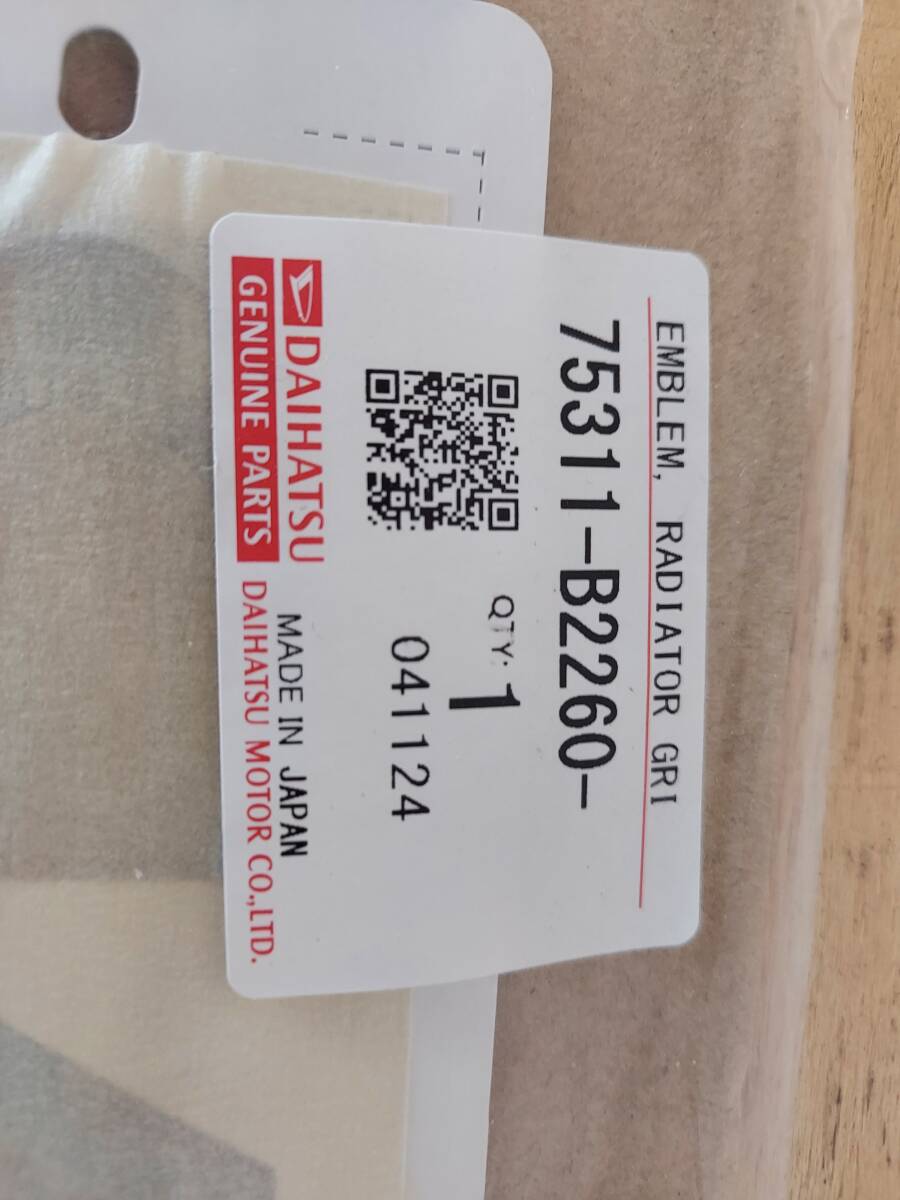 EMBLEM, RADIATOR GRI
75311-B2260-
QTY: 1
041124
DAIHATSU
GENUINE PARTS
MADE IN JAPAN
DAIHATSU MOTOR CO.,LTD.